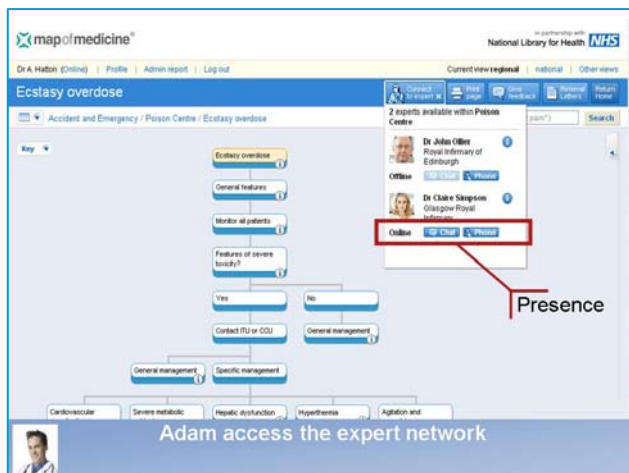 mapofmedicine®
in partnership with
National Library for Health NHS
Dr A. Hatton (Online) | Profile | Admin report | Log out
Current view regional | national | Other views
Ecstasy overdose
Connect to expert
Print page
Give feedback
Referral Letters
Return Home
Accident and Emergency / Poison Centre / Ecstasy overdose
pain")
Search
2 experts available within Poison
Centre
Dr John Ollier
Royal Infirmary of
Edinburgh
Offline Chat Phone
Dr Claire Simpson
Glasgow Royal
Infirmary
Online Chat Phone
Presence
Key
Ecstasy overdose
General features
Monitor all patients
Features of severe
toxicity?
Yes
No
Contact ITU or CCU
General management
General management
Specific management
Cardiovascular
Severe metabolic
Hepatic dysfunction
Hyperthermia
Agitation and
Adam access the expert network